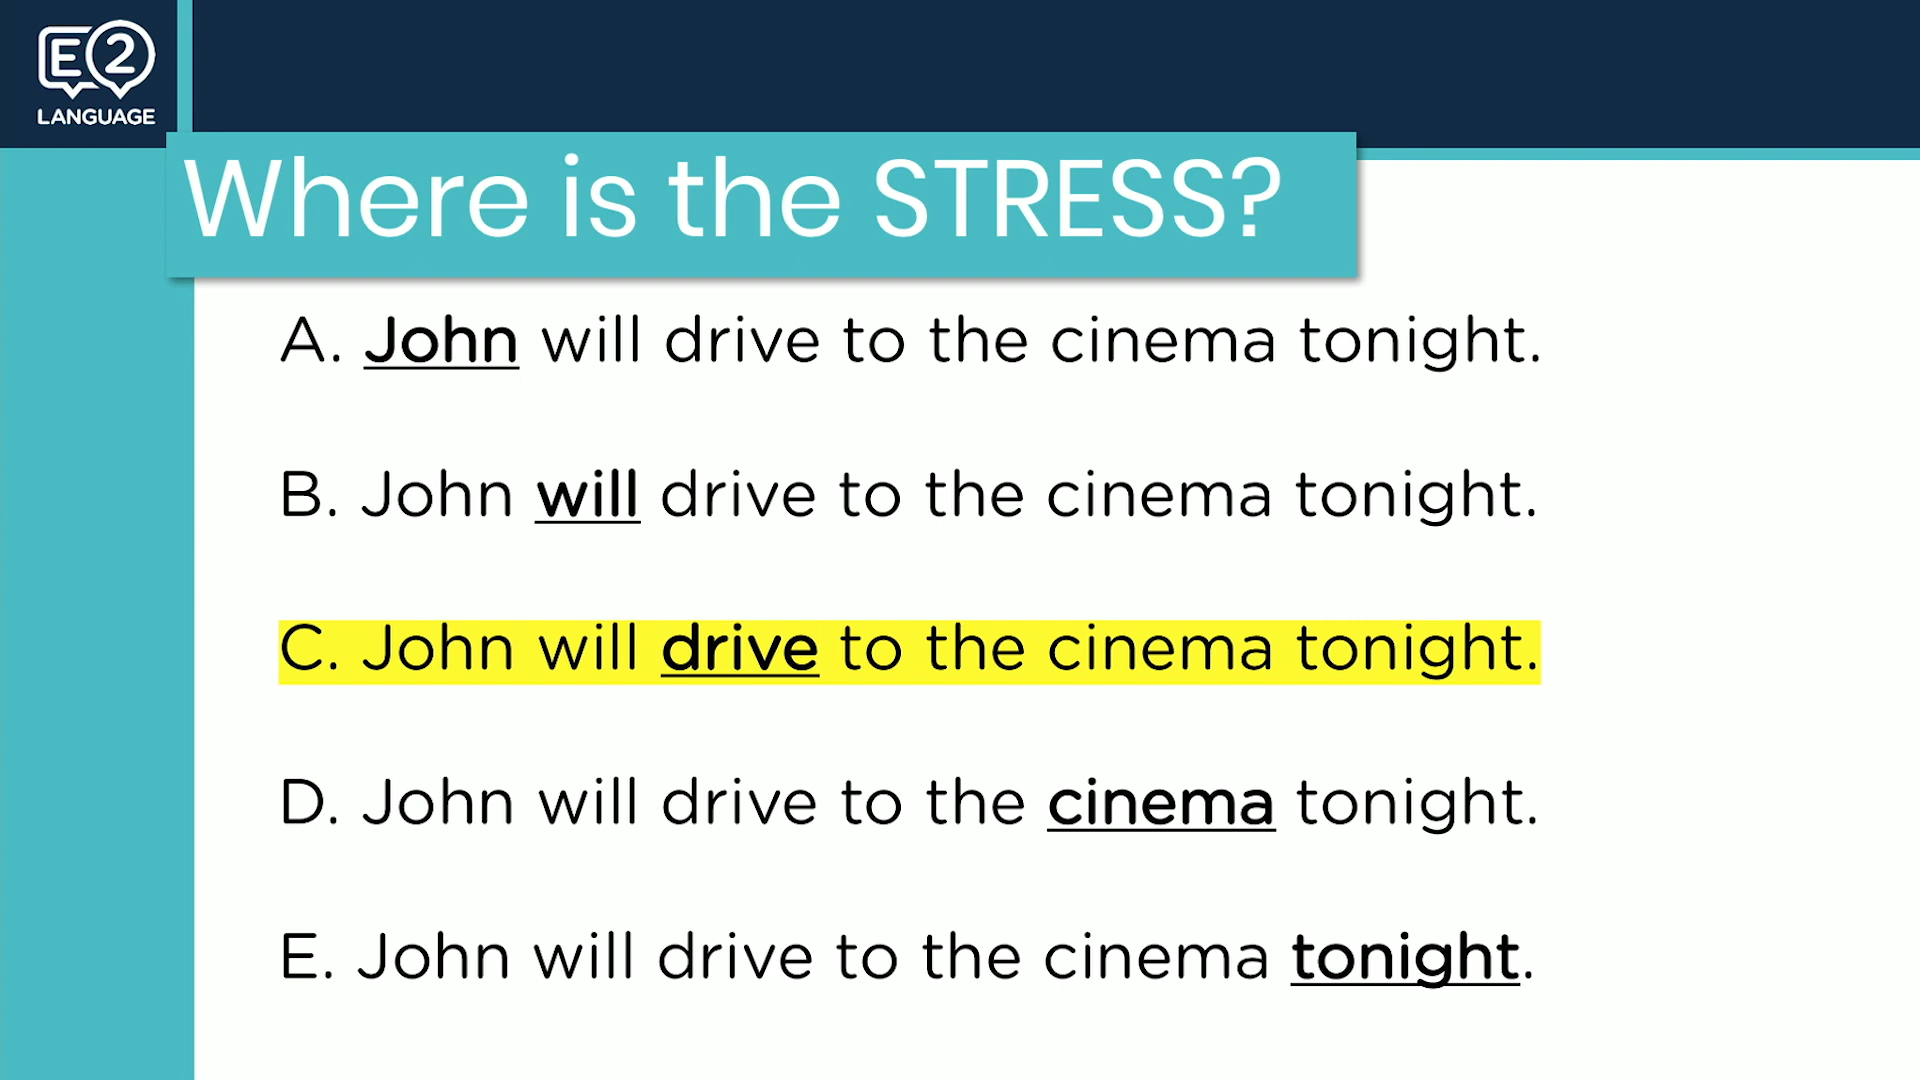 E2
LANGUAGE
Where is the STRESS?
A. John will drive to the cinema tonight.
B. John will drive to the cinema tonight.
C. John will drive to the cinema tonight.
D. John will drive to the cinema tonight.
E. John will drive to the cinema tonight.